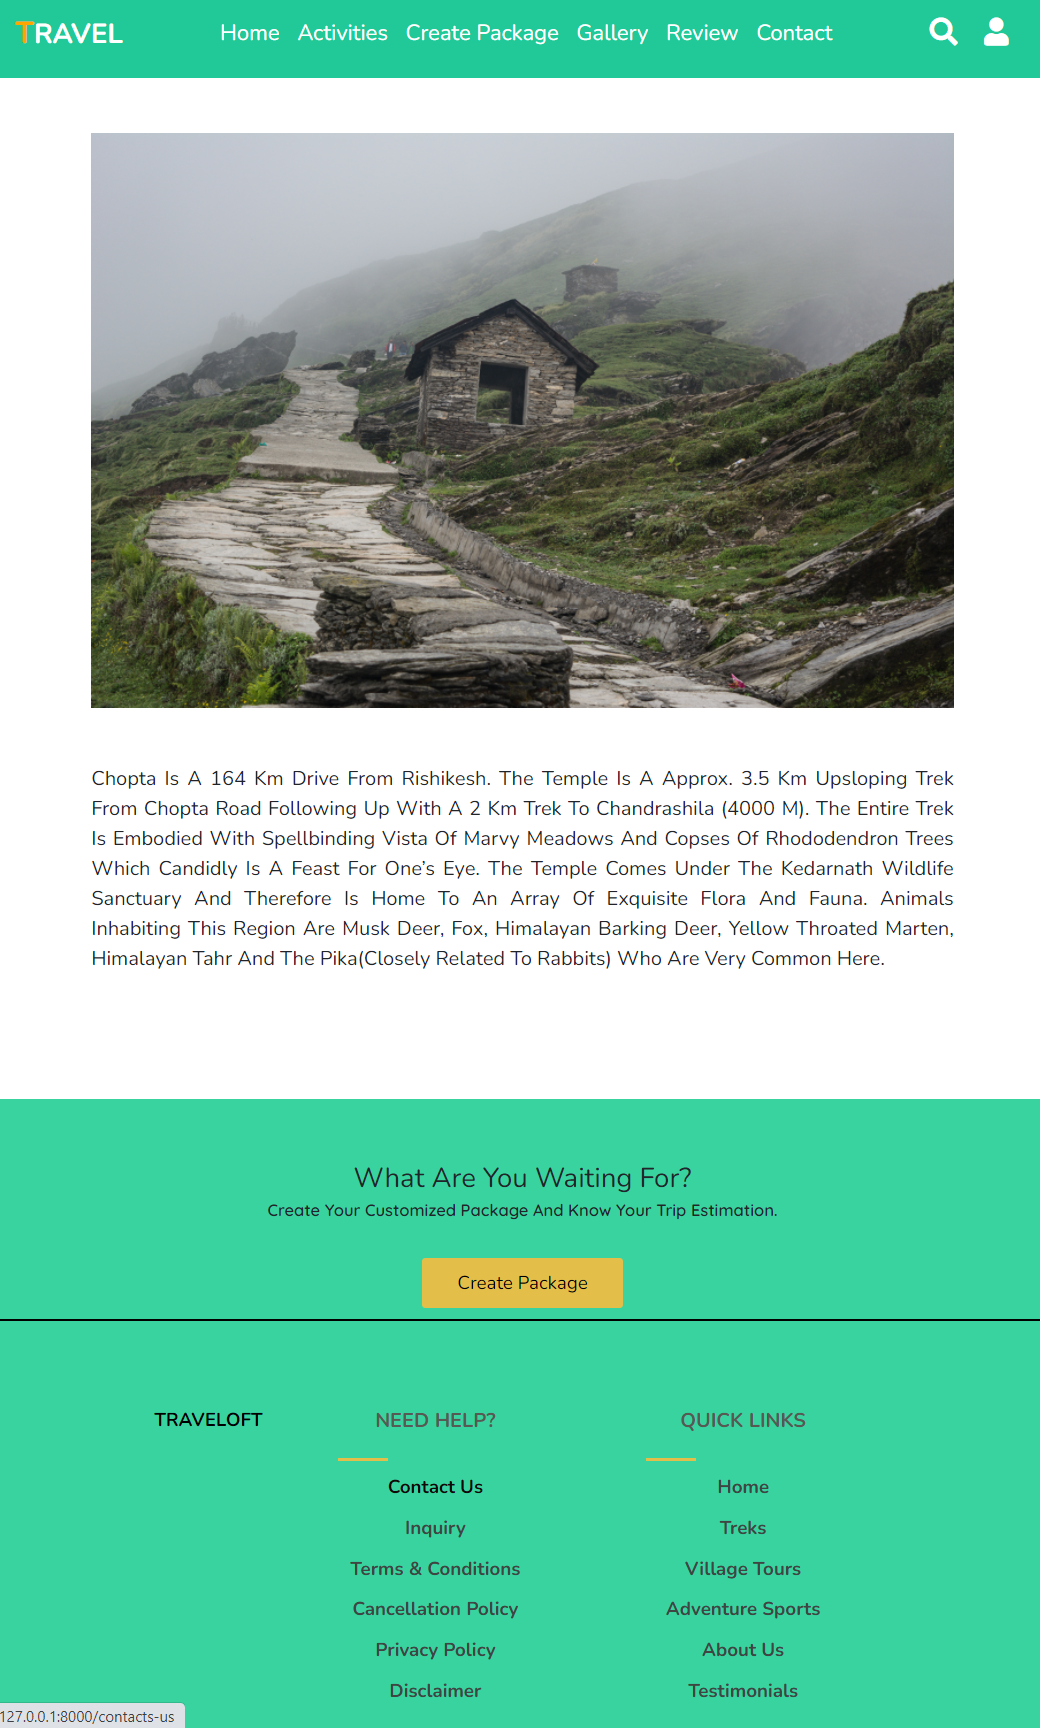 TRAVEL
Home Activities Create Package Gallery Review Contact
Chopta Is A 164 Km Drive From Rishikesh. The Temple Is A Approx. 3.5 Km Upsloping Trek
From Chopta Road Following Up With A 2 Km Trek To Chandrashila (4000 M). The Entire Trek
Is Embodied With Spellbinding Vista Of Marvy Meadows And Copses Of Rhododendron Trees
Which Candidly Is A Feast For One’s Eye. The Temple Comes Under The Kedarnath Wildlife
Sanctuary And Therefore Is Home To An Array Of Exquisite Flora And Fauna. Animals
Inhabiting This Region Are Musk Deer, Fox, Himalayan Barking Deer, Yellow Throated Marten,
Himalayan Tahr And The Pika(Closely Related To Rabbits) Who Are Very Common Here.
What Are You Waiting For?
Create Your Customized Package And Know Your Trip Estimation.
Create Package
TRAVELOFT
NEED HELP?
Contact Us
Inquiry
Terms & Conditions
Cancellation Policy
Privacy Policy
Disclaimer
QUICK LINKS
Home
Treks
Village Tours
Adventure Sports
About Us
Testimonials
127.0.0.1:8000/contacts-us